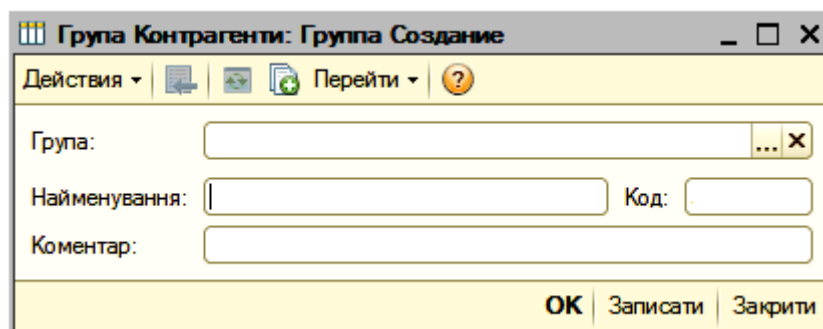 Група Контрагенти: Группа Создание
Действия Перейти
Група: ...
Найменування: Код:
Коментар:
OK Записати Закрити